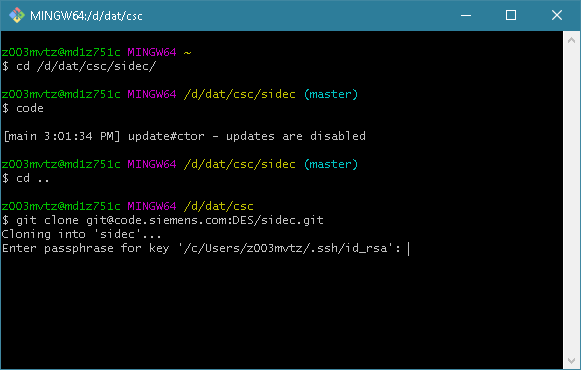 MINGW64:/d/dat/csc
z003mvtz@md1z751c MINGW64 ~
$ cd /d/dat/csc/sidec/
z003mvtz@md1z751c MINGW64 /d/dat/csc/sidec (master)
$ code
[main 3:01:34 PM] update#ctor - updates are disabled
z003mvtz@md1z751c MINGW64 /d/dat/csc/sidec (master)
$ cd ..
z003mvtz@md1z751c MINGW64 /d/dat/csc
$ git clone git@code.siemens.com:DES/sidec.git
Cloning into 'sidec'...
Enter passphrase for key '/c/Users/z003mvtz/.ssh/id_rsa':